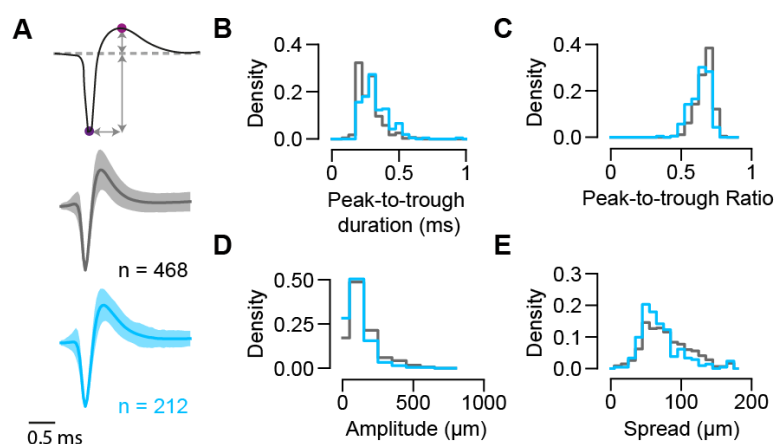 A
n = 468
n = 212
0.5 ms
B
Density
0.4
0.2
0.0
0
0.5
1
Peak-to-trough
duration (ms)
C
Density
0.4
0.2
0.0
0
0.5
1
Peak-to-trough Ratio
D
Density
0.50
0.25
0.00
0
500
1000
Amplitude (µm)
E
Density
0.3
0.2
0.1
0.0
0
100
200
Spread (µm)